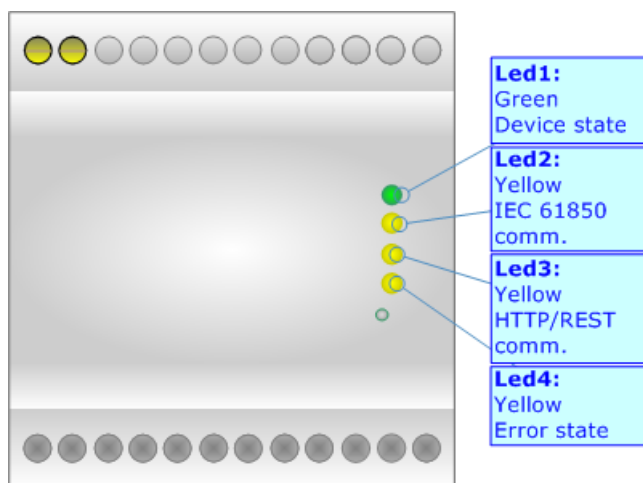 Led1:
Green
Device state
Led2:
Yellow
IEC 61850
comm.
Led3:
Yellow
HTTP/REST
comm.
Led4:
Yellow
Error state